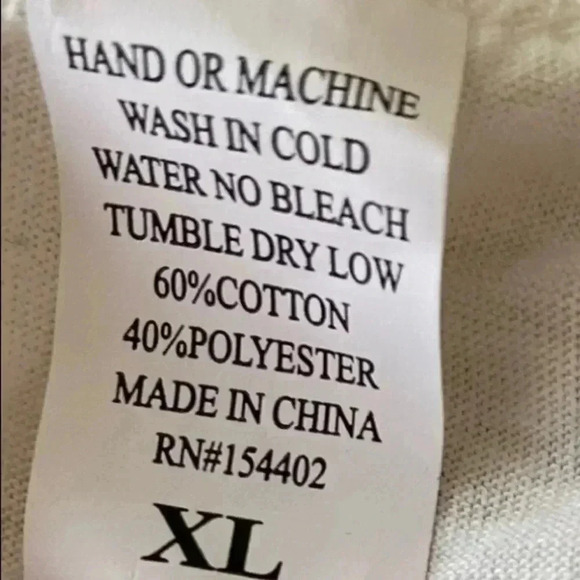 HAND OR MACHINE
WASH IN COLD
WATER NO BLEACH
TUMBLE DRY LOW
60%COTTON
40%POLYESTER
MADE IN CHINA
RN#154402
XL